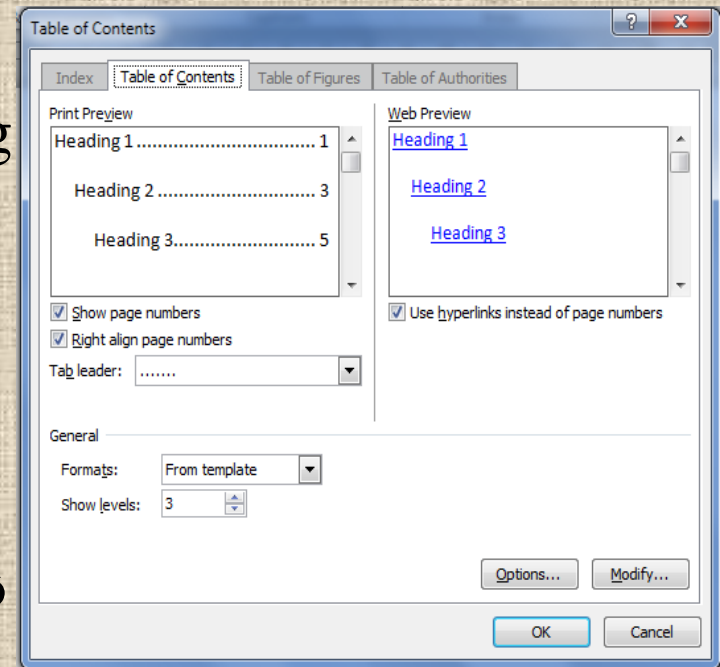 Table of Contents
Index Table of Contents Table of Figures Table of Authorities
Print Preview
Heading 1.................................. 1
Heading 2 .............................. 3
Heading 3........................... 5
Show page numbers
Right align page numbers
Tab leader: .......
Web Preview
Heading 1
Heading 2
Heading 3
Use hyperlinks instead of page numbers
General
Formats: From template
Show levels: 3
Options... Modify...
OK Cancel
g